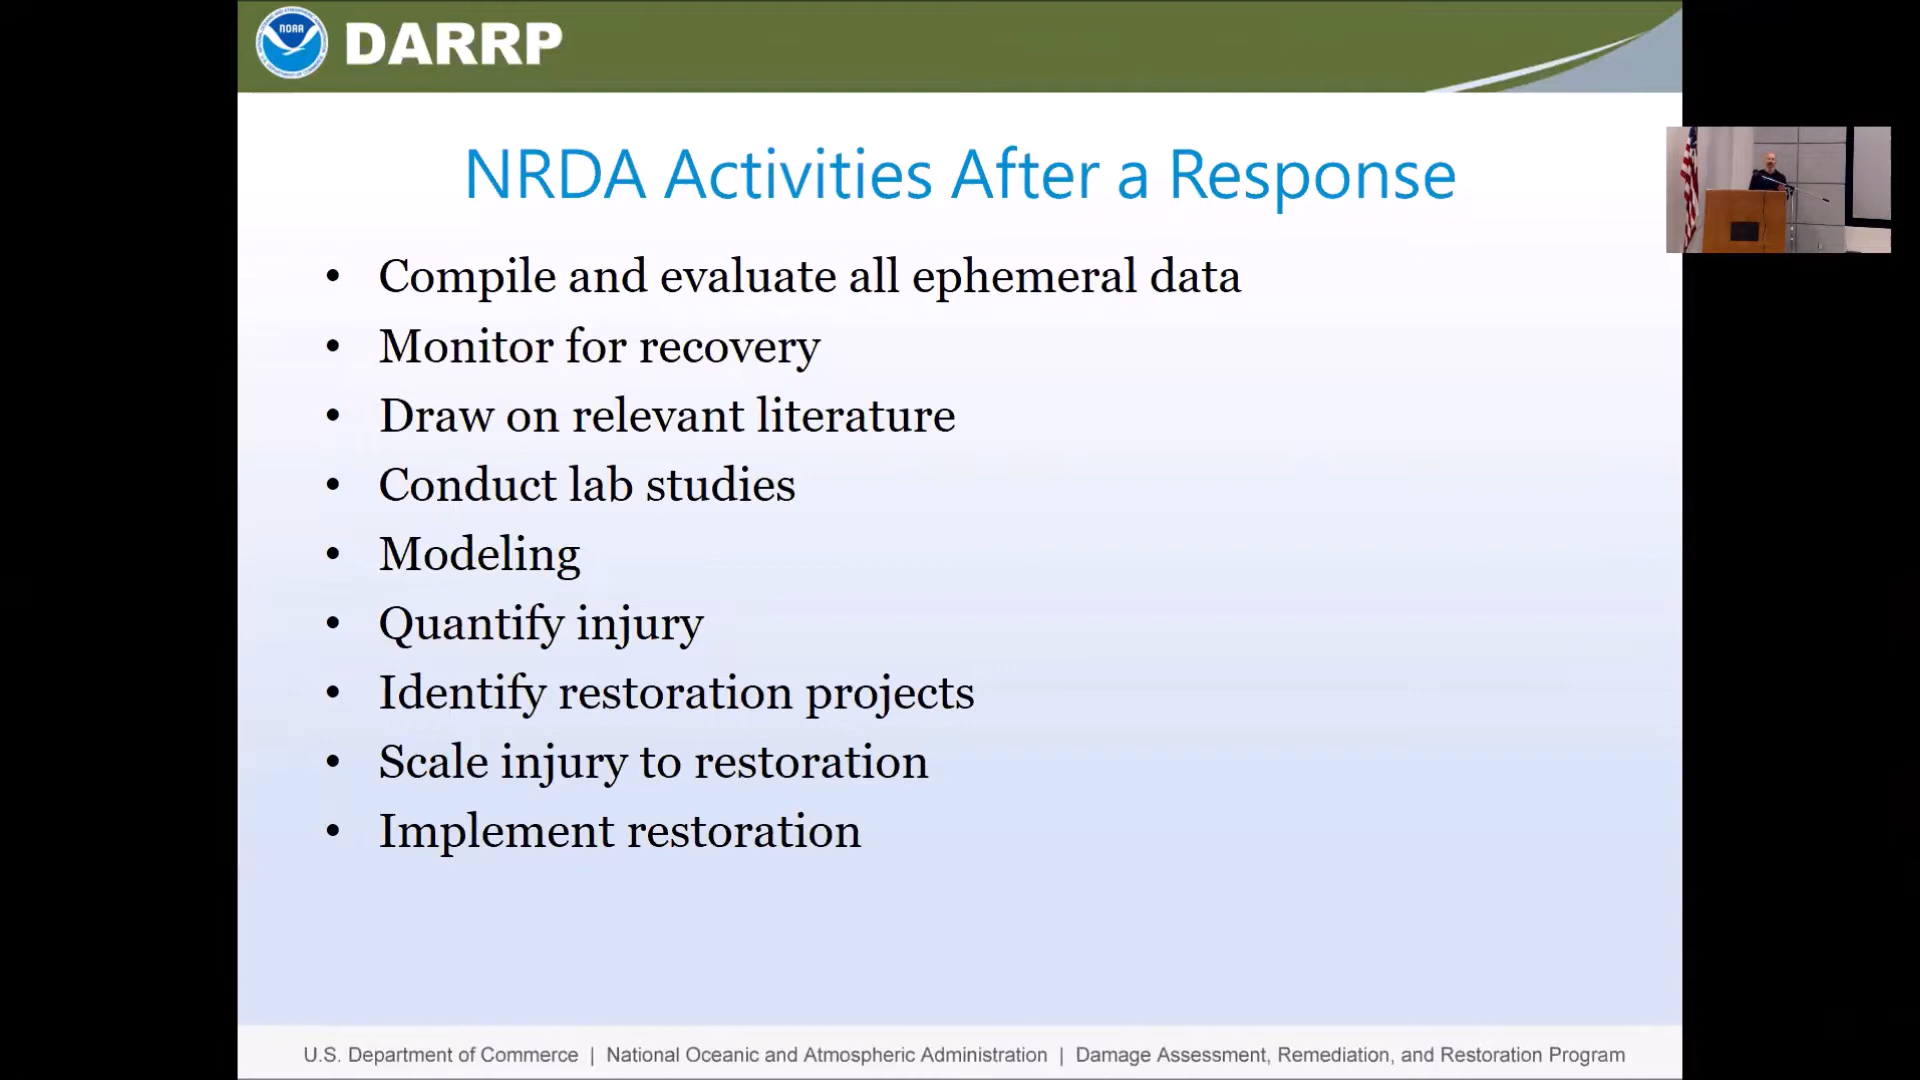 NOAA
DARRP
NRDA Activities After a Response
• Compile and evaluate all ephemeral data
• Monitor for recovery
• Draw on relevant literature
• Conduct lab studies
• Modeling
• Quantify injury
• Identify restoration projects
• Scale injury to restoration
• Implement restoration
U.S. Department of Commerce | National Oceanic and Atmospheric Administration | Damage Assessment, Remediation, and Restoration Program